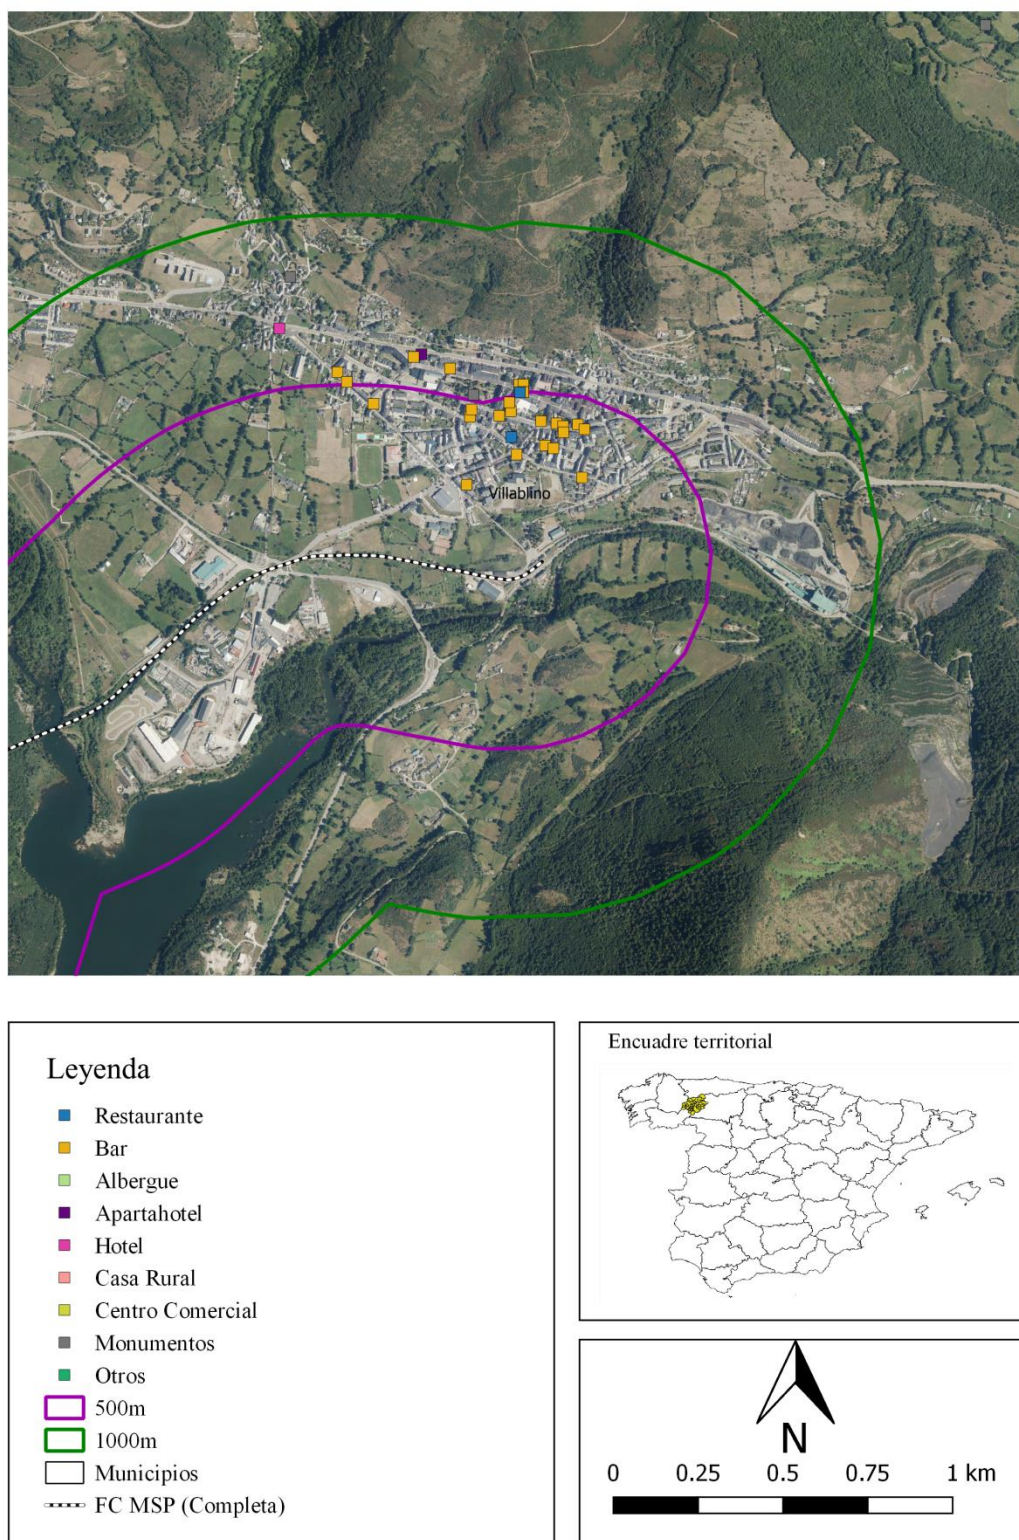 Villablino
Leyenda
Restaurante
Bar
Albergue
Apartahotel
Hotel
Casa Rural
Centro Comercial
Monumentos
Otros
500m
1000m
Municipios
FC MSP (Completa)
Encuadre territorial
N
0 0.25 0.5 0.75 1 km